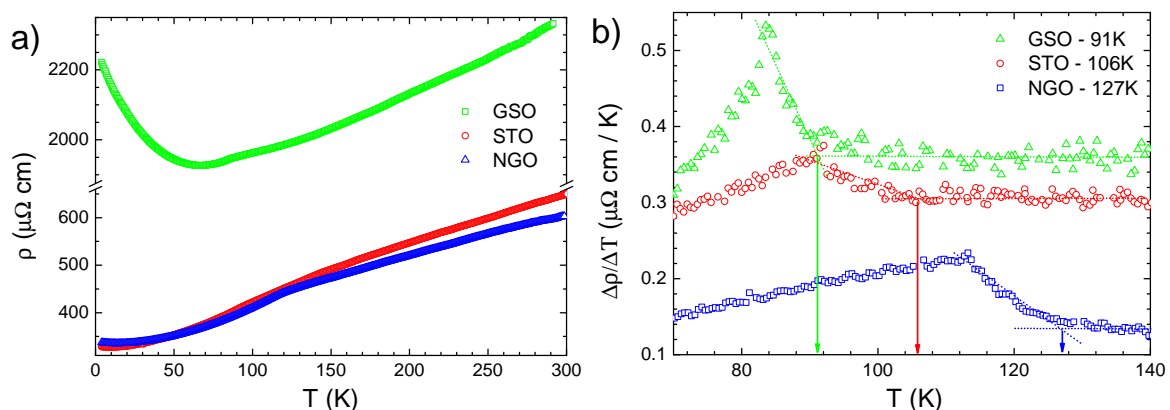 a)
2200
2000
600
500
400
ρ (μΩ cm)
GSO
STO
NGO
0 50 100 150 200 250 300
T (K)
b)
0.5
0.4
0.3
0.2
0.1
Δρ/ΔT (μΩ cm / K)
GSO - 91K
STO - 106K
NGO - 127K
80 100 120 140
T (K)